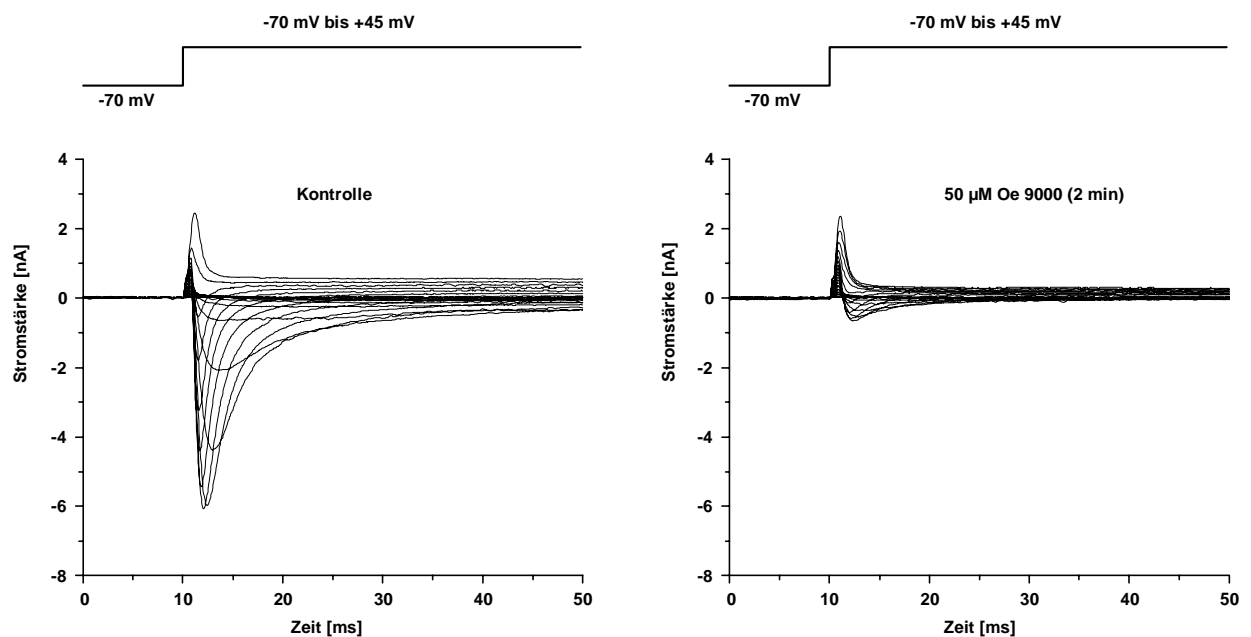 -70 mV bis +45 mV
-70 mV
Kontrolle
Stromstärke [nA]
4
2
0
-2
-4
-6
-8
0 10 20 30 40 50
Zeit [ms]
-70 mV bis +45 mV
-70 mV
50 µM Oe 9000 (2 min)
Stromstärke [nA]
4
2
0
-2
-4
-6
-8
0 10 20 30 40 50
Zeit [ms]